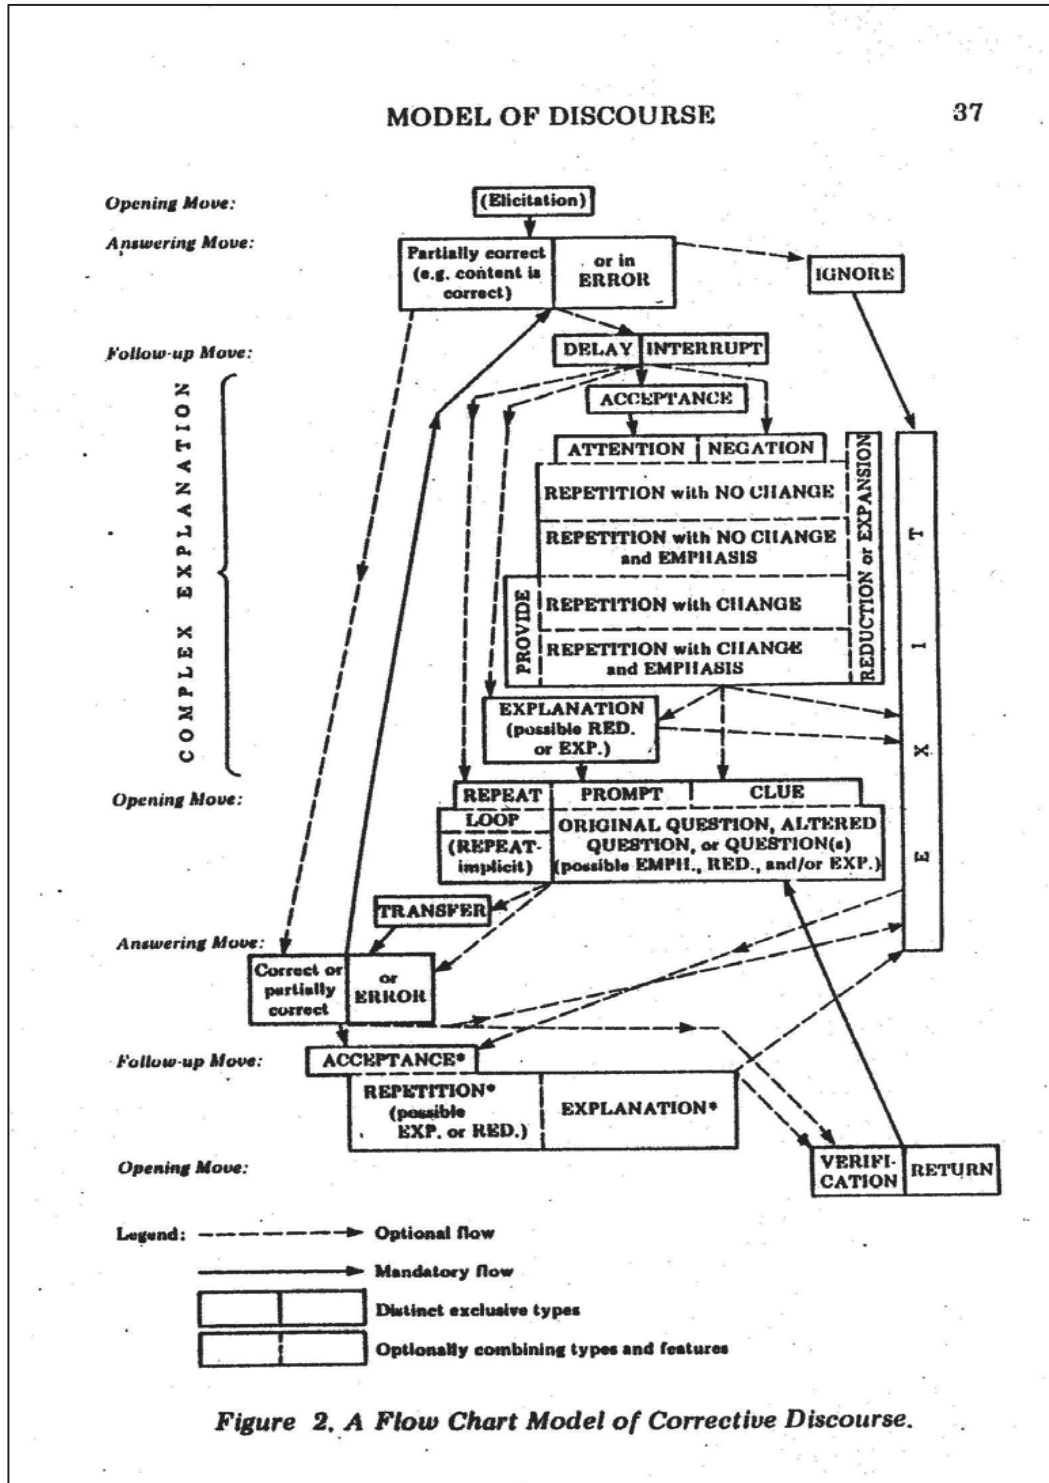 MODEL OF DISCOURSE 37
Opening Move:
(Elicitation)
Answering Move:
Partially correct
(e.g. content is
correct)
or in
ERROR
IGNORE
Follow-up Move:
DELAY INTERRUPT
ACCEPTANCE
COMPLEX EXPLANATION
ATTENTION NEGATION
REPETITION with NO CHANGE
REPETITION with NO CHANGE
and EMPHASIS
PROVIDE
REPETITION with CHANGE
REPETITION with CHANGE
and EMPHASIS
REDUCTION or EXPANSION
EXIT
EXPLANATION
(possible RED.
or EXP.)
Opening Move:
REPEAT PROMPT CLUE
LOOP
(REPEAT-
implicit)
ORIGINAL QUESTION, ALTERED
QUESTION, or QUESTION(s)
(possible EMPH., RED., and/or EXP.)
TRANSFER
Answering Move:
Correct or
partially
correct
or
ERROR
Follow-up Move:
ACCEPTANCE*
REPETITION*
(possible
EXP. or RED.)
EXPLANATION*
Opening Move:
VERIFI-
CATION
RETURN
Legend:
Optional flow
Mandatory flow
Distinct exclusive types
Optionally combining types and features
Figure 2. A Flow Chart Model of Corrective Discourse.